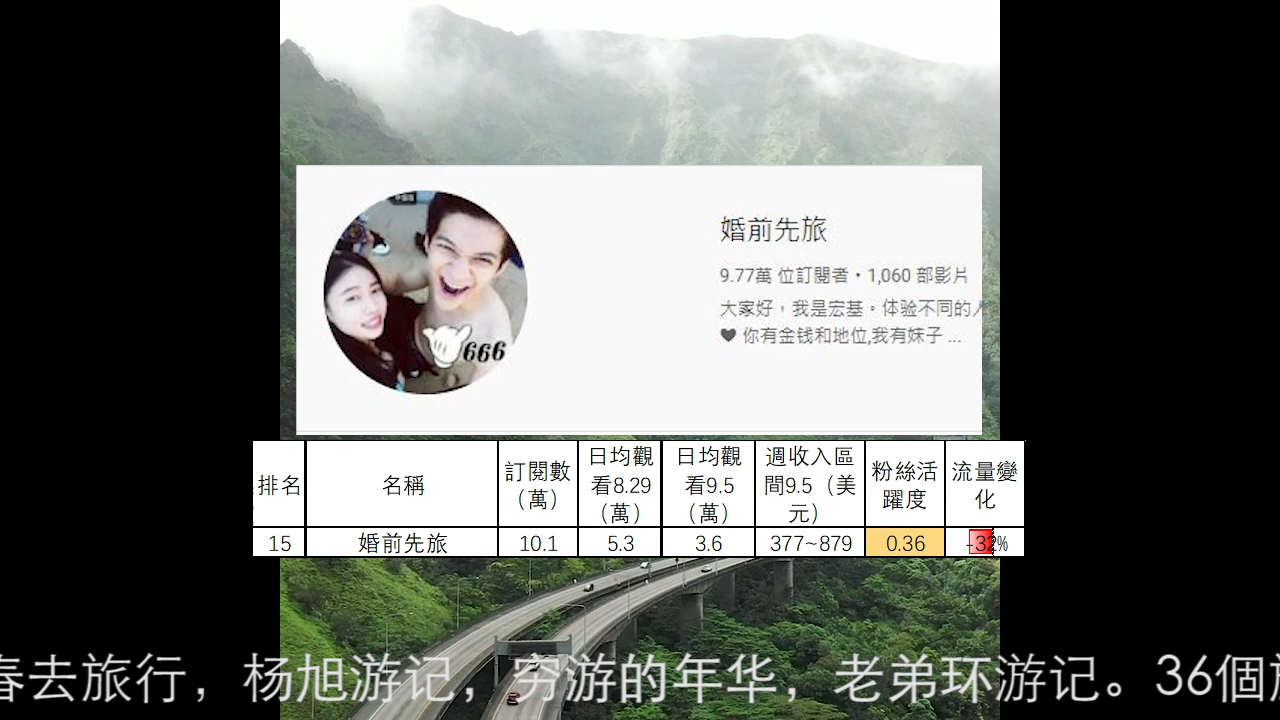 666
婚前先旅
9.77萬 位訂閱者•1,060 部影片
大家好，我是宏基。体验不同的人
❤ 你有金钱和地位,我有妹子 ...
排名 名稱 訂閱數（萬） 日均觀看8.29（萬） 日均觀看9.5（萬） 週收入區間9.5（美元） 粉絲活躍度 流量變化
15 婚前先旅 10.1 5.3 3.6 377~879 0.36 -32%
春去旅行，杨旭游记，穷游的年华，老弟环游记。36個